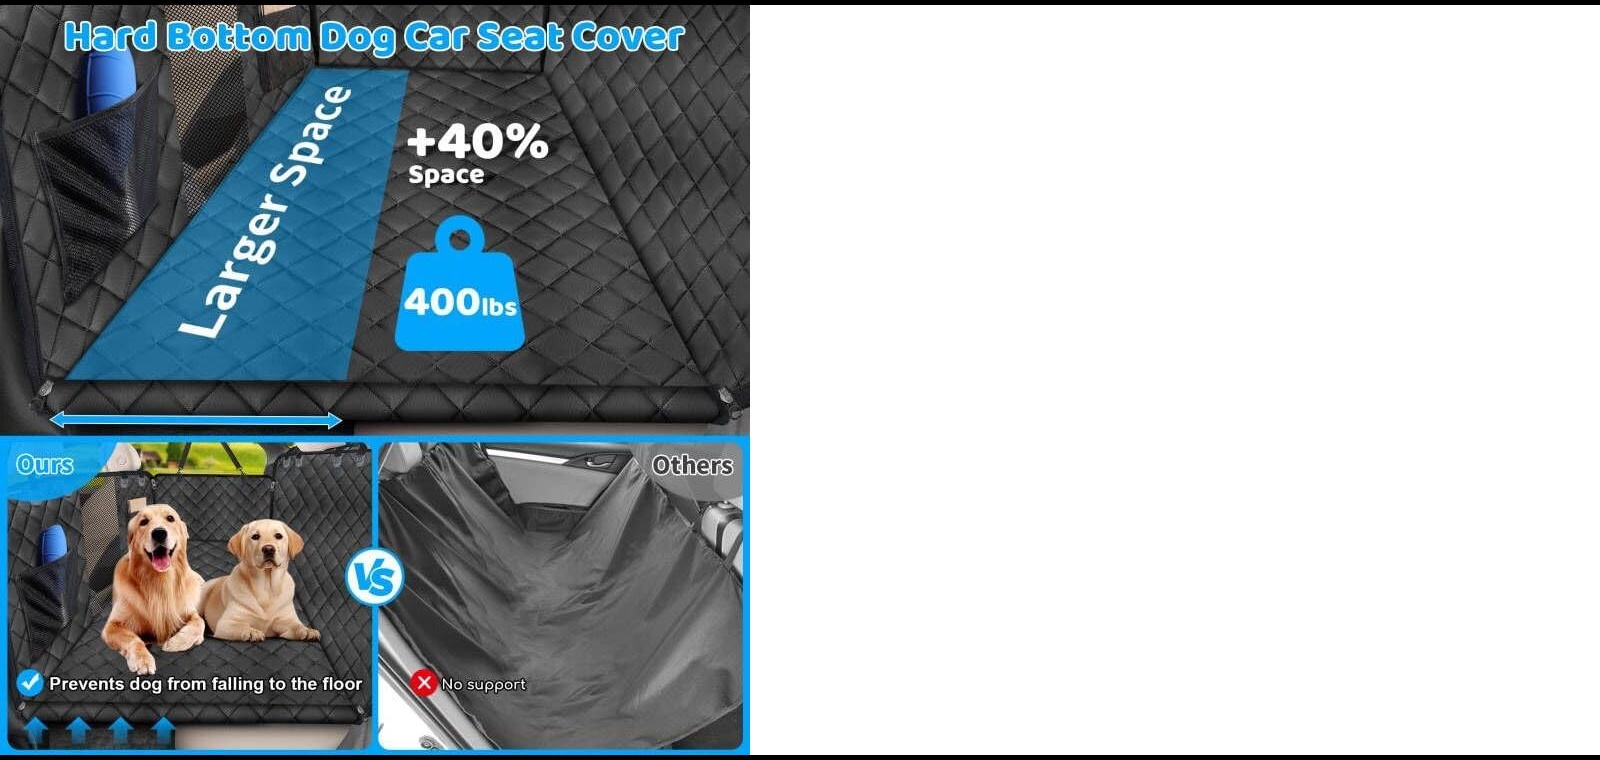 Hard Bottom Dog Car Seat Cover
Larger Space
+40%
Space
400lbs
Ours
Others
VS
Prevents dog from falling to the floor
No support